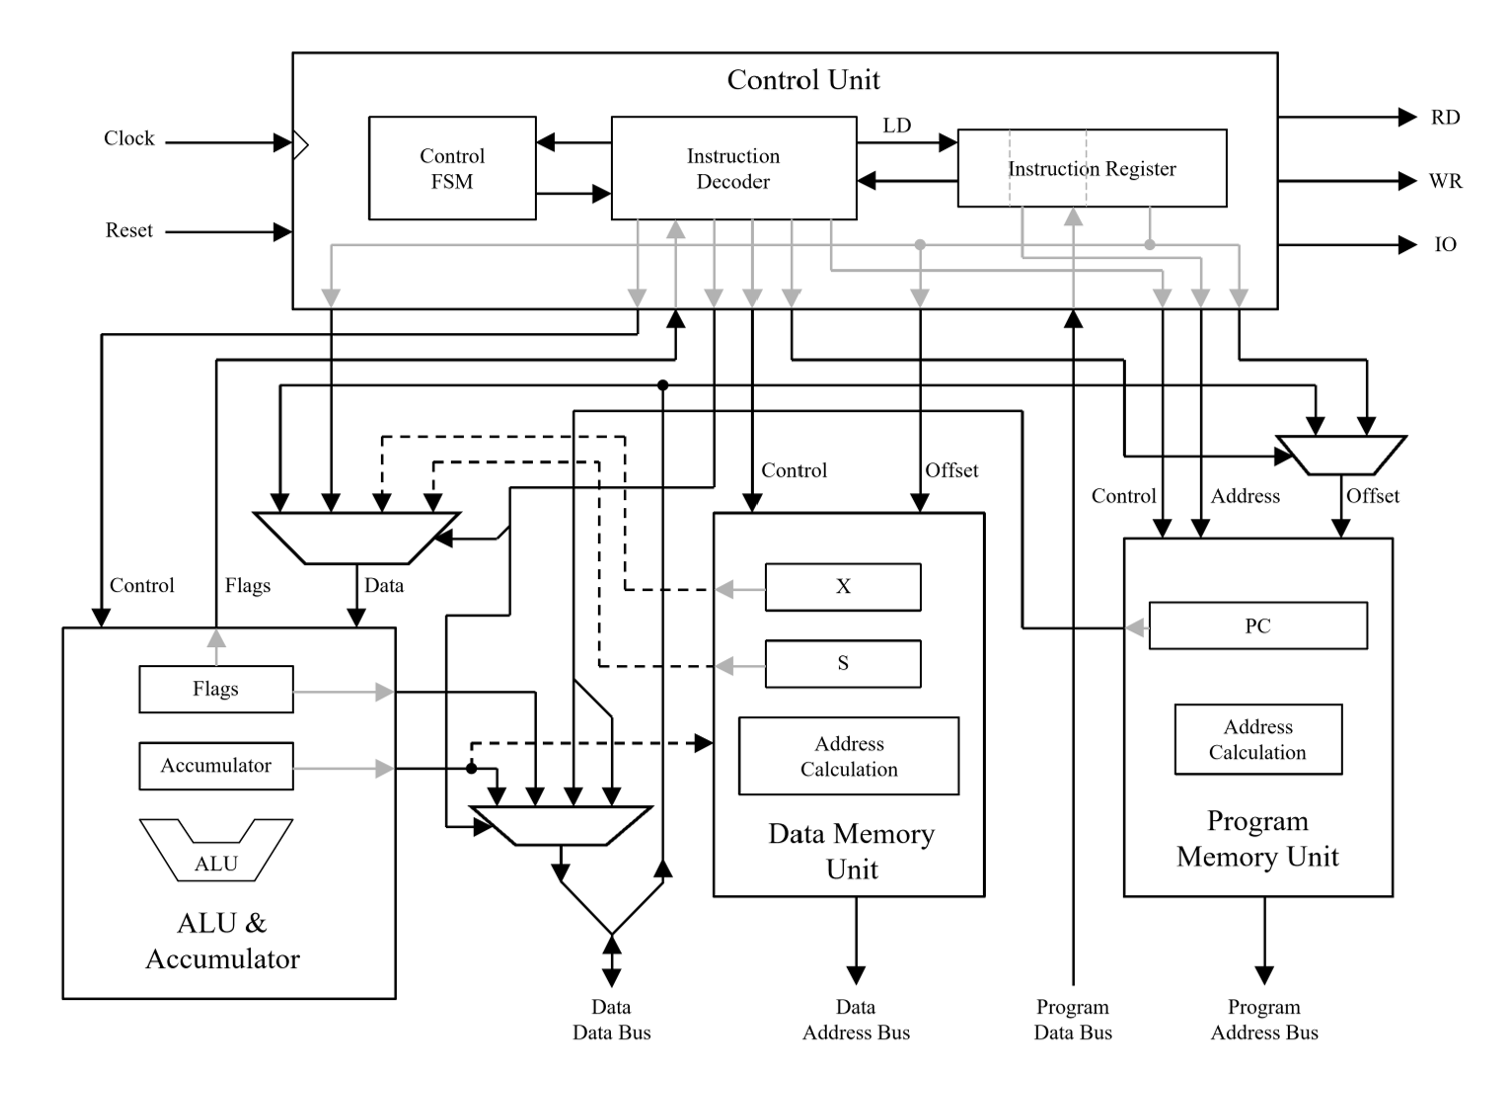 Control Unit
Clock
Reset
Control
FSM
Instruction
Decoder
LD
Instruction Register
RD
WR
IO
Control
Offset
Control
Address
Offset
Control
Flags
Data
X
S
PC
Flags
Accumulator
ALU
ALU &
Accumulator
Address
Calculation
Data Memory
Unit
Address
Calculation
Program
Memory Unit
Data
Data Bus
Data
Address Bus
Program
Data Bus
Program
Address Bus